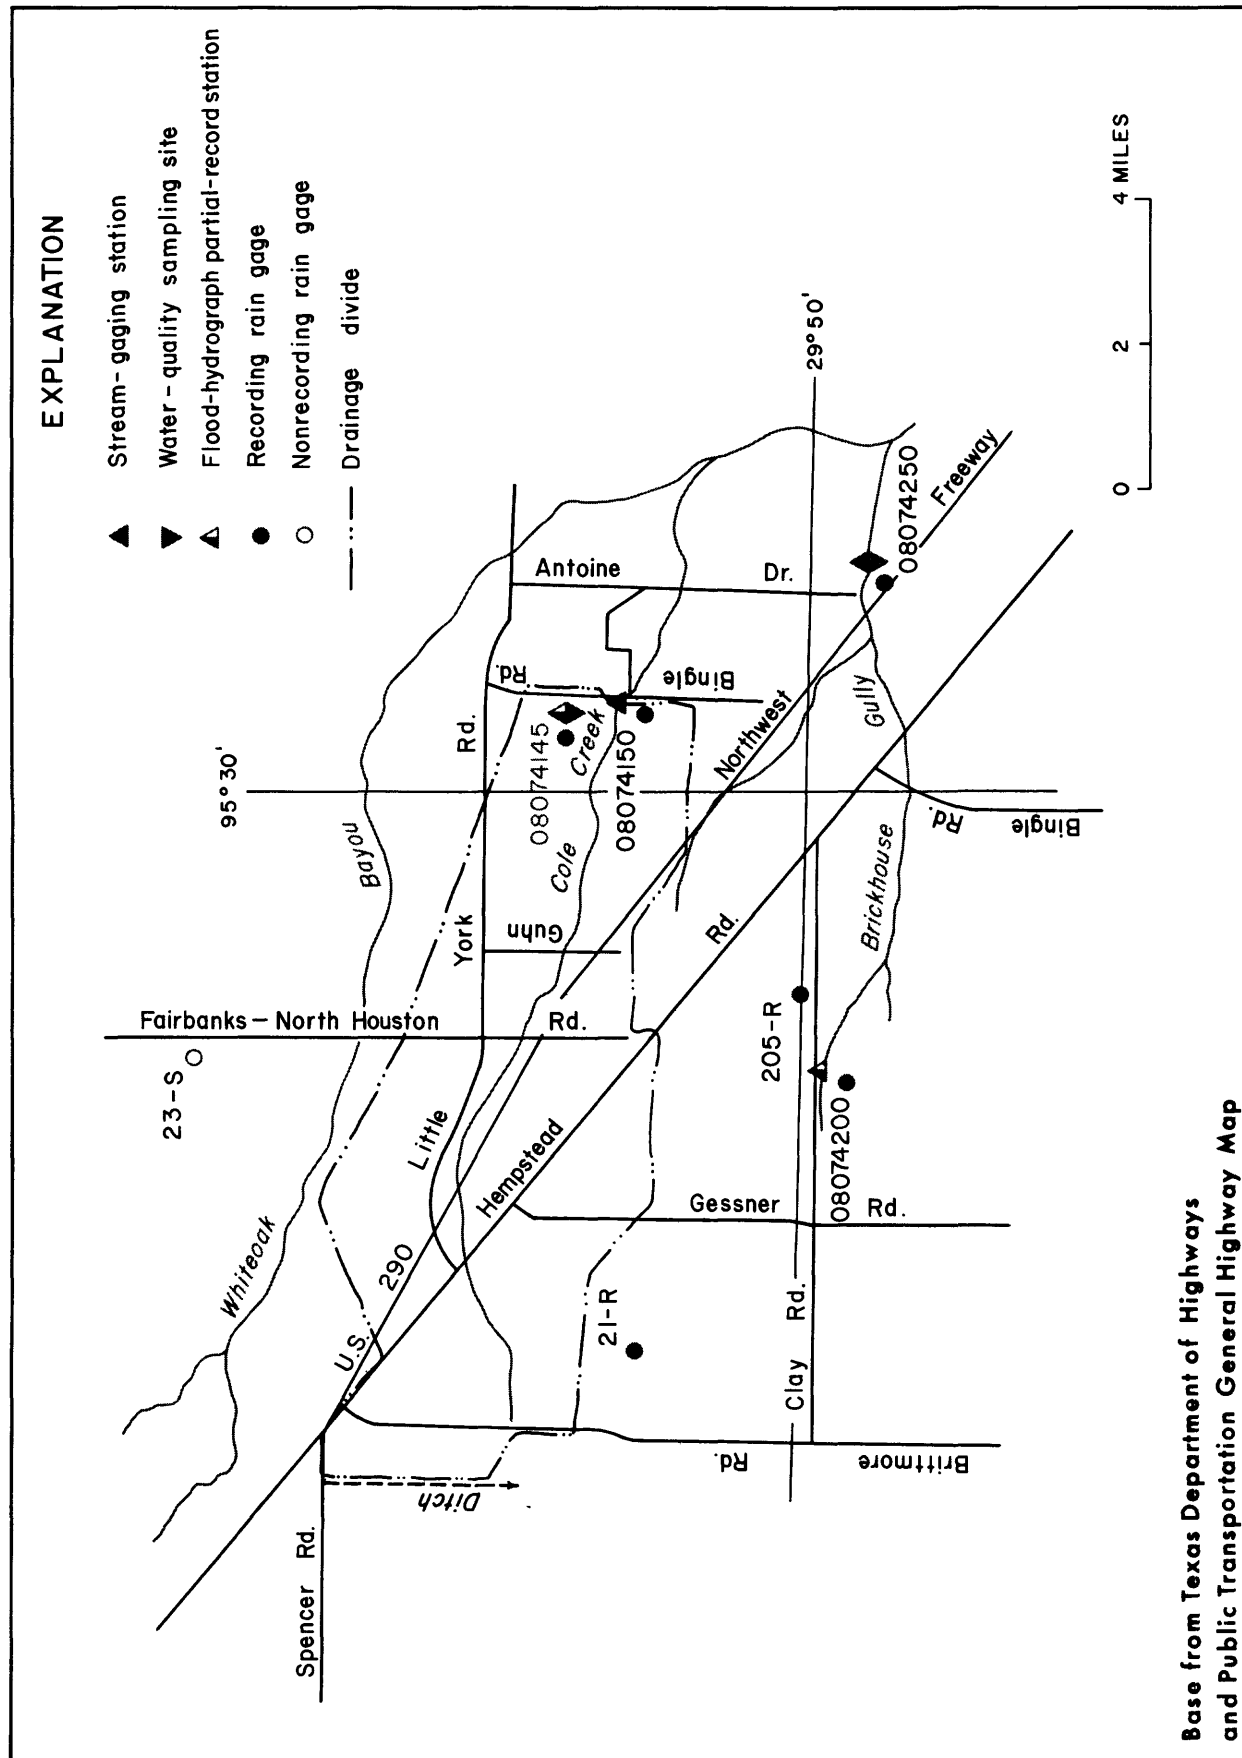 EXPLANATION
Stream-gaging station
Water-quality sampling site
Flood-hydrograph partial-record station
Recording rain gage
Nonrecording rain gage
Drainage divide
95°30'
23-S
Fairbanks-North Houston
Rd.
Whiteoak
Bayou
Spencer Rd.
U.S. 290
Ditch
Little
York
Rd.
Guhn
Hempstead
Rd.
Cole
Creek
08074145
08074150
Rd.
Bingle
Antoine
Dr.
Northwest
Freeway
21-R
Gessner
Rd.
205-R
08074200
Clay
Rd.
Brittmore
Rd.
Brickhouse
Gully
Bingle
Rd.
08074250
29°50'
0 2 4 MILES
Base from Texas Department of Highways
and Public Transportation General Highway Map